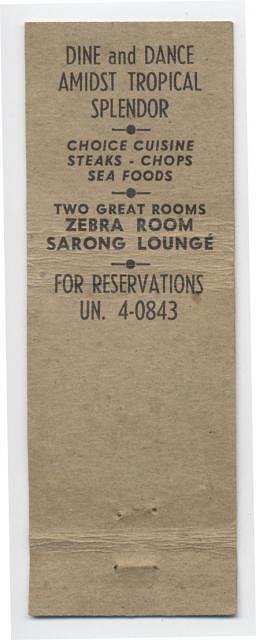 DINE and DANCE
AMIDST TROPICAL
SPLENDOR
CHOICE CUISINE
STEAKS - CHOPS
SEA FOODS
TWO GREAT ROOMS
ZEBRA ROOM
SARONG LOUNGÉ
FOR RESERVATIONS
UN. 4-0843